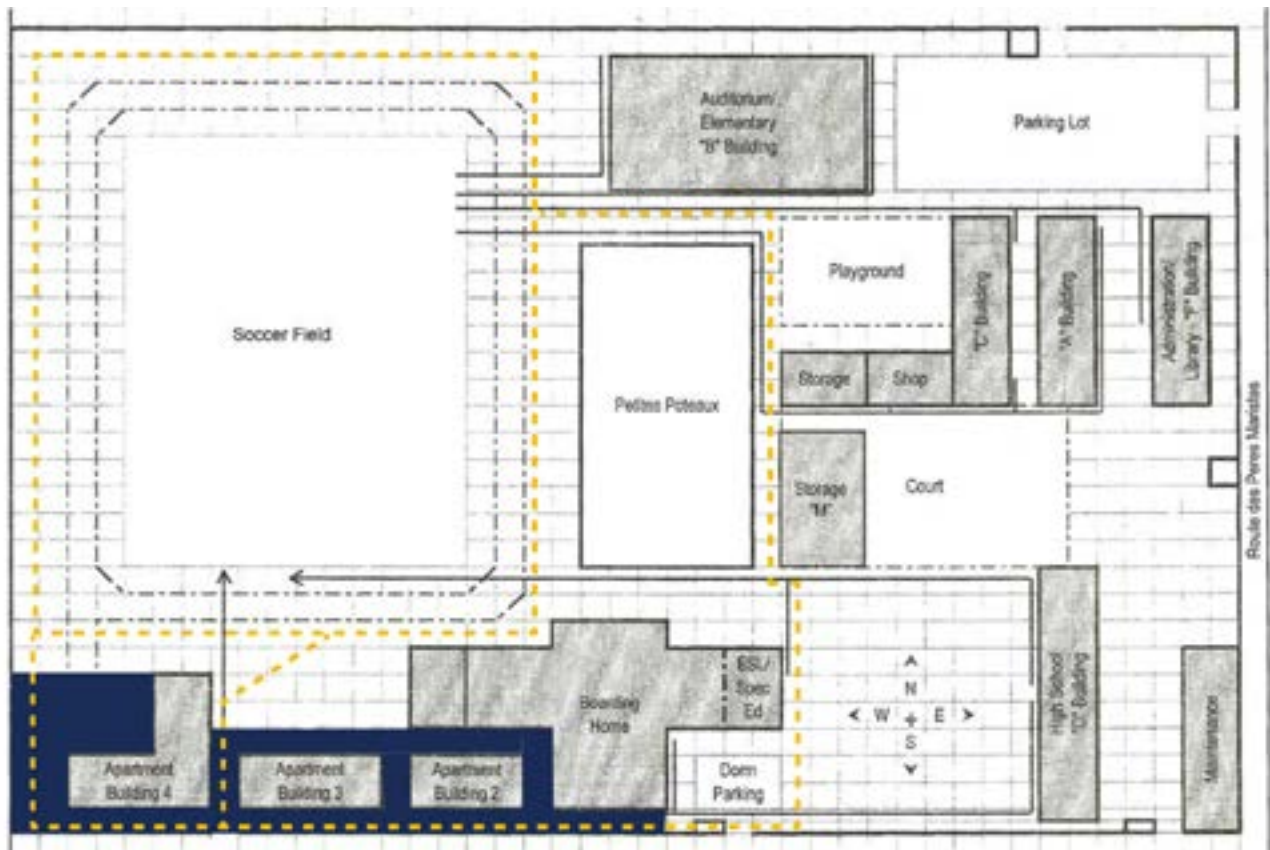 Auditorium/
Elementary
"B" Building
Parking Lot
Playground
"C" Building
"A" Building
Administration/
Library - "F" Building
Soccer Field
Storage
Shop
Petites Poteaux
Route des Peres Maristes
Storage
"M"
Court
Boarding
Home
ESL/
Spec
Ed
N
W
E
S
High School
"D" Building
Maintenance
Apartment
Building 4
Apartment
Building 3
Apartment
Building 2
Dorm
Parking